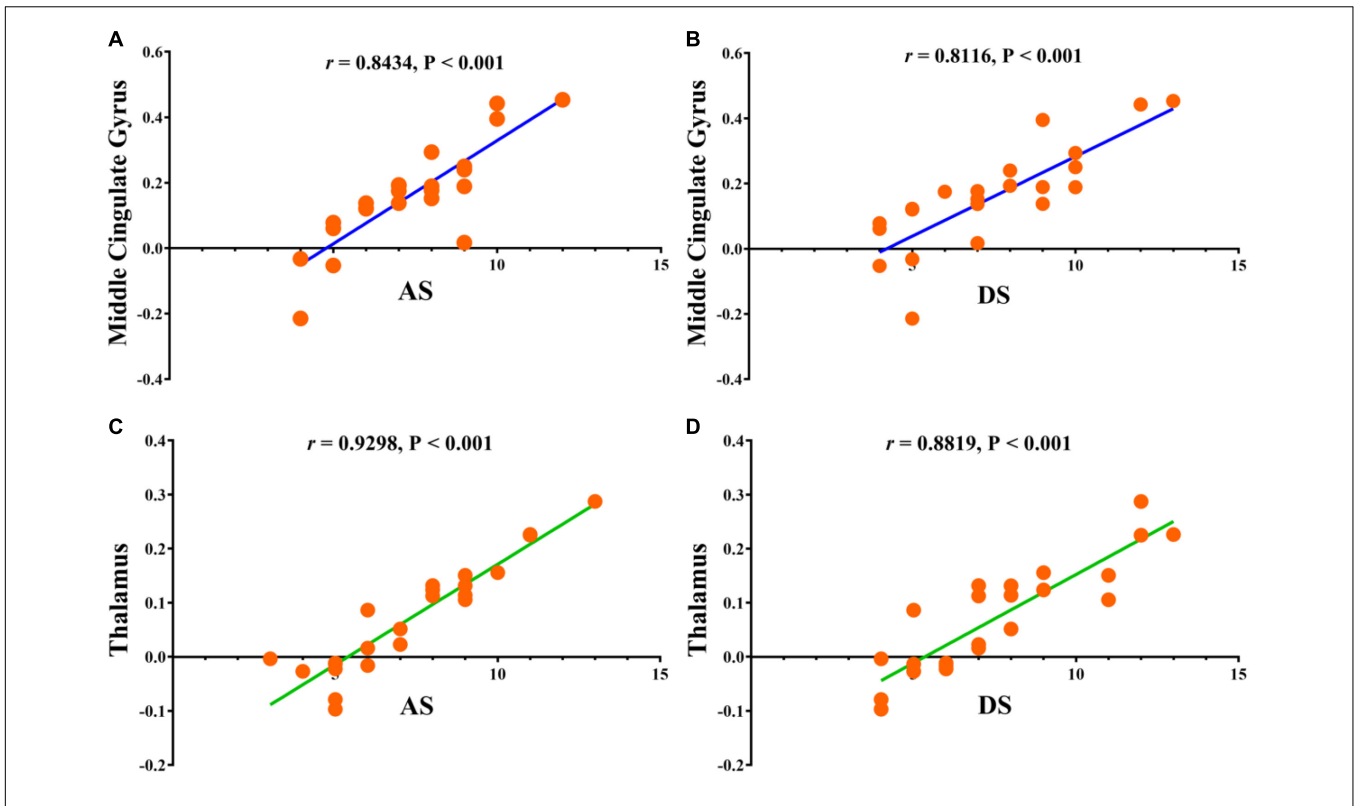 A
r = 0.8434, P < 0.001
Middle Cingulate Gyrus
0.6
0.4
0.2
0.0
-0.2
-0.4
5
10
15
AS
B
r = 0.8116, P < 0.001
Middle Cingulate Gyrus
0.6
0.4
0.2
0.0
-0.2
-0.4
5
10
15
DS
C
r = 0.9298, P < 0.001
Thalamus
0.4
0.3
0.2
0.1
0.0
-0.1
-0.2
5
10
15
AS
D
r = 0.8819, P < 0.001
Thalamus
0.4
0.3
0.2
0.1
0.0
-0.1
-0.2
5
10
15
DS